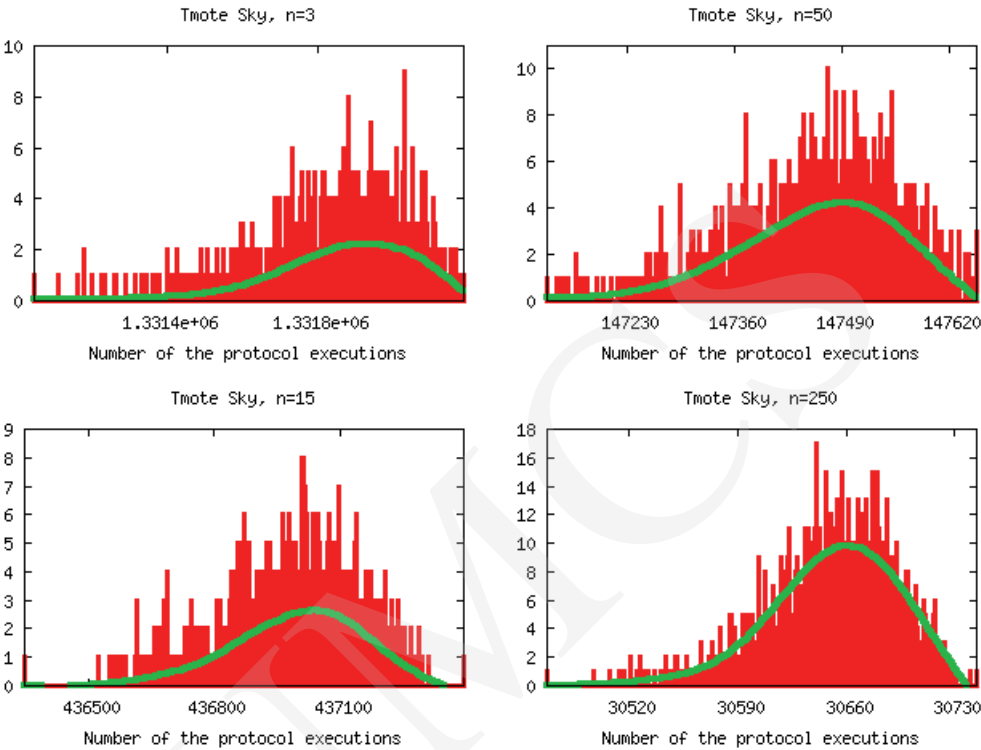 Tmote Sky, n=3
10
8
6
4
2
0
1.3314e+06 1.3318e+06
Number of the protocol executions
Tmote Sky, n=50
10
8
6
4
2
0
147230 147360 147490 147620
Number of the protocol executions
Tmote Sky, n=15
9
8
7
6
5
4
3
2
1
0
436500 436800 437100
Number of the protocol executions
Tmote Sky, n=250
18
16
14
12
10
8
6
4
2
0
30520 30590 30660 30730
Number of the protocol executions
UMCS